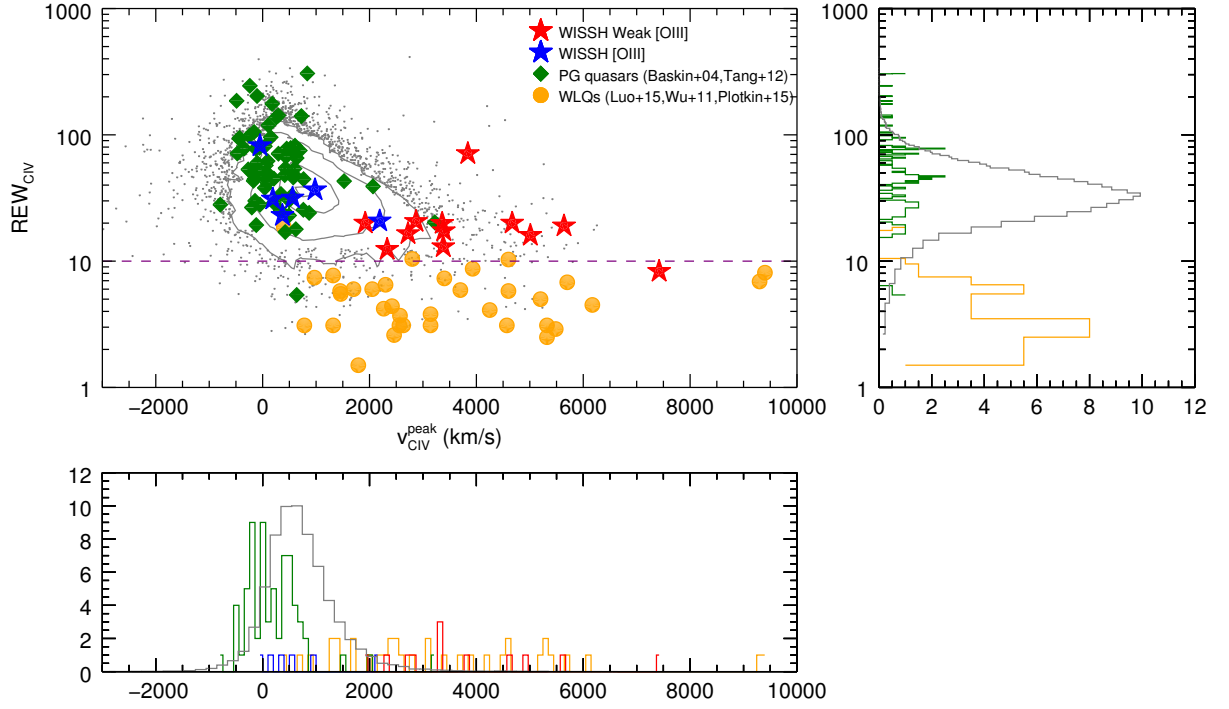 1000
100
10
1
REW_CIV
WISSH Weak [OIII]
WISSH [OIII]
PG quasars (Baskin+04,Tang+12)
WLQs (Luo+15,Wu+11,Plotkin+15)
−2000 0 2000 4000 6000 8000 10000
v_CIV^peak (km/s)
1000
100
10
1
0 2 4 6 8 10 12
12
10
8
6
4
2
0
−2000 0 2000 4000 6000 8000 10000